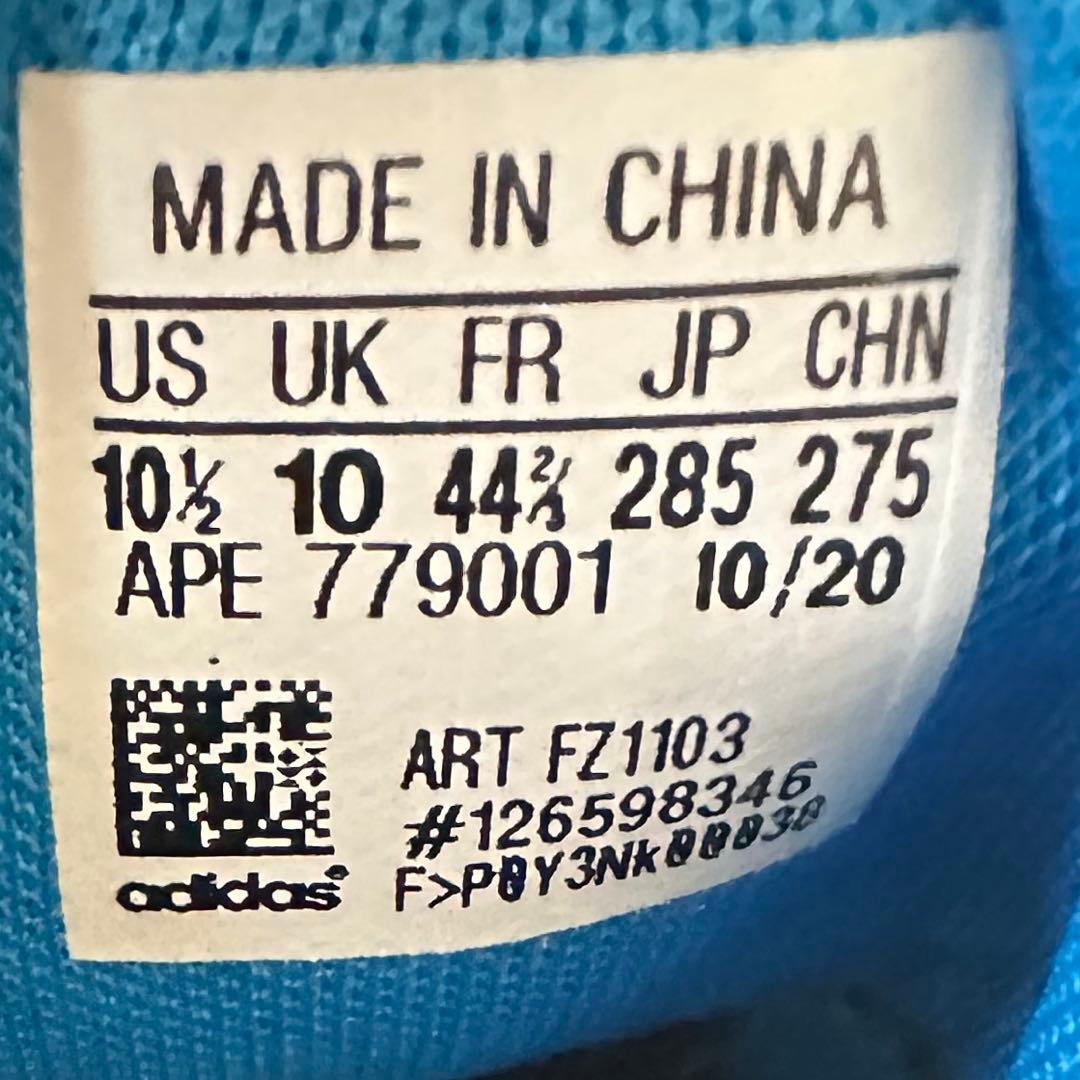 MADE IN CHINA
US UK FR JP CHN
10½ 10 44⅔ 285 275
APE 779001 10/20
ART FZ1103
#126598346
F>P0Y3Nk00038
adidas